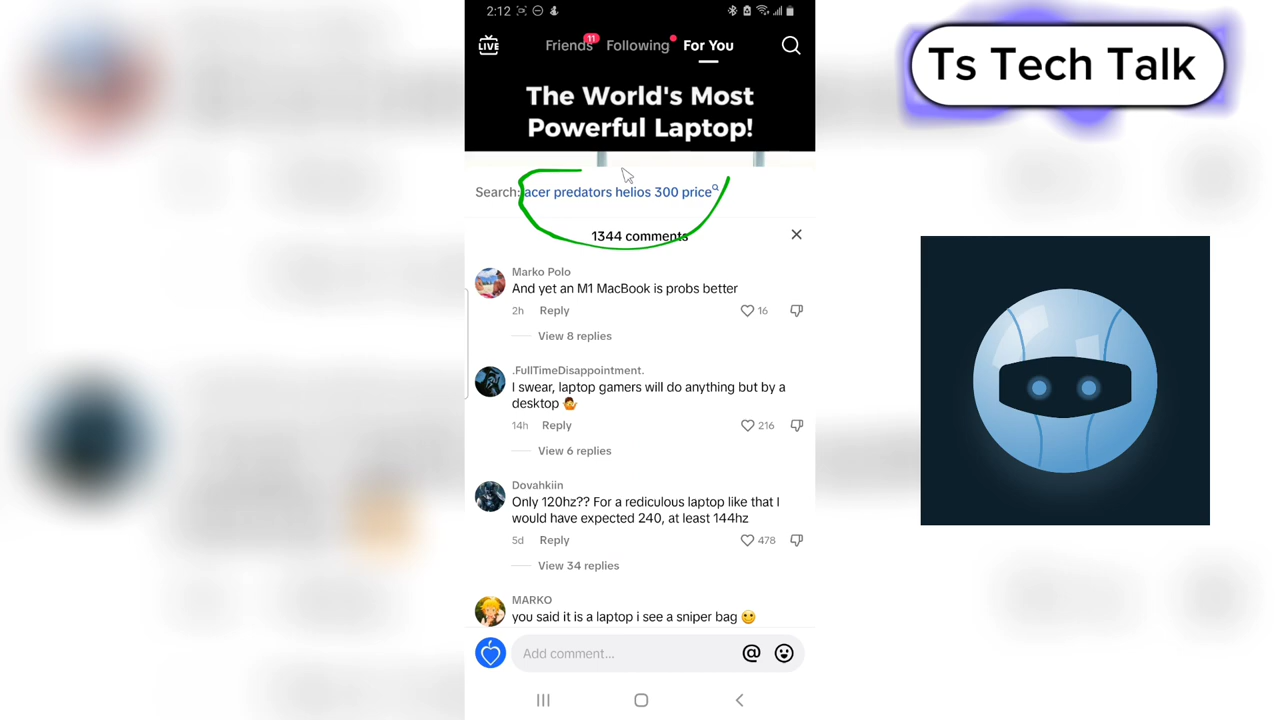 2:12
LIVE
Friends 11 Following For You
The World's Most
Powerful Laptop!
Search: acer predators helios 300 price
1344 comments
Marko Polo
And yet an M1 MacBook is probs better
2h Reply 16
View 8 replies
.FullTimeDisappointment.
I swear, laptop gamers will do anything but by a
desktop 🤷
14h Reply 216
View 6 replies
Dovahkiin
Only 120hz?? For a rediculous laptop like that I
would have expected 240, at least 144hz
5d Reply 478
View 34 replies
MARKO
you said it is a laptop i see a sniper bag 🙂
Add comment... @
Ts Tech Talk